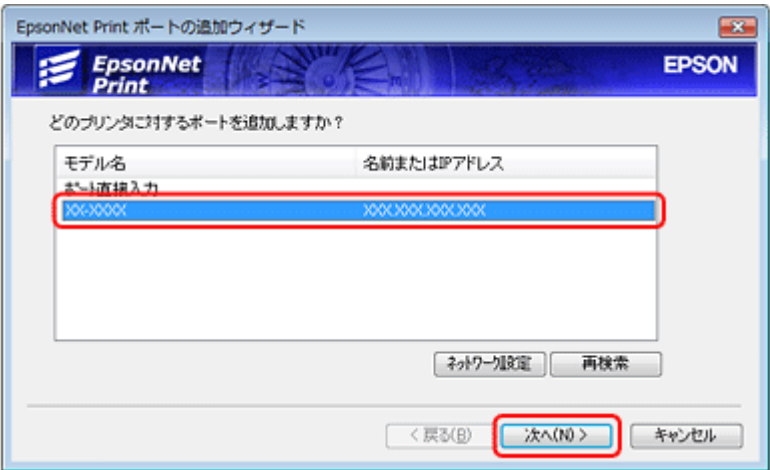 EpsonNet Print ポートの追加ウィザード
EpsonNet
Print
EPSON
どのプリンタに対するポートを追加しますか？
モデル名 名前またはIPアドレス
ポート直接入力
XX-XXXX XXX.XXX.XXX.XXX
ネットワーク設定 再検索
< 戻る(B) 次へ(N) > キャンセル